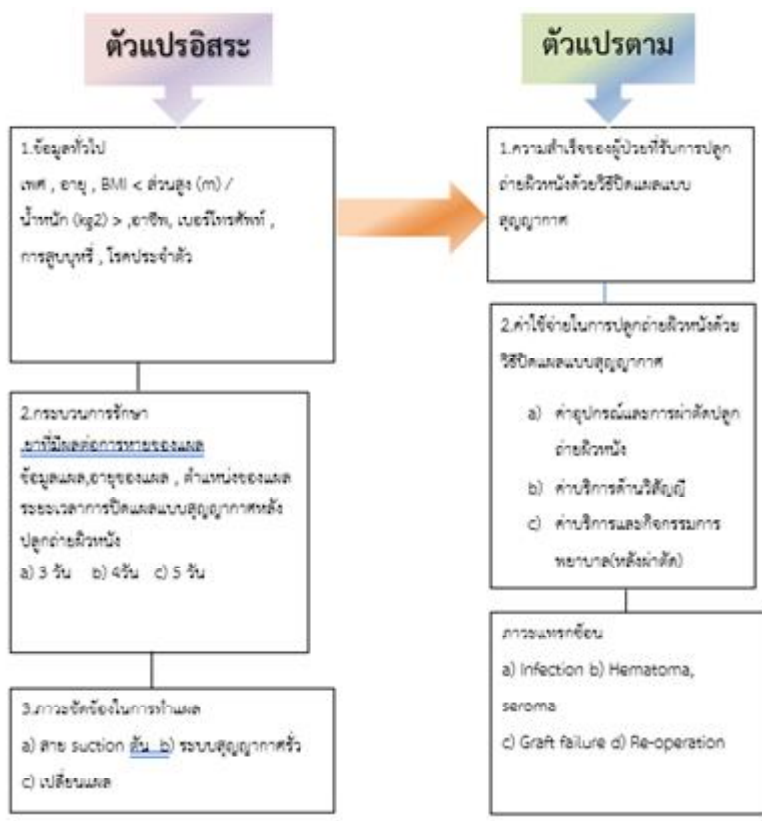 ตัวแปรอิสระ
ตัวแปรตาม
1.ข้อมูลทั่วไป
เพศ , อายุ , BMI < ส่วนสูง (m) /
น้ำหนัก (kg2) > ,อาชีพ, เบอร์โทรศัพท์ ,
การสูบบุหรี่ , โรคประจำตัว
2.กระบวนการรักษา
,ยาที่มีผลต่อการหายของแผล
ข้อมูลแผล,อายุของแผล , ตำแหน่งของแผล
ระยะเวลาการปิดแผลแบบสุญญากาศหลัง
ปลูกถ่ายผิวหนัง
a) 3 วัน b) 4วัน c) 5 วัน
3.ภาวะขัดข้องในการทำแผล
a) สาย suction ตัน b) ระบบสุญญากาศรั่ว
c) เปลี่ยนแผล
1.ความสำเร็จของผู้ป่วยที่รับการปลูก
ถ่ายผิวหนังด้วยวิธีปิดแผลแบบ
สุญญากาศ
2.ค่าใช้จ่ายในการปลูกถ่ายผิวหนังด้วย
วิธีปิดแผลแบบสุญญากาศ
a) ค่าอุปกรณ์และการผ่าตัดปลูก
ถ่ายผิวหนัง
b) ค่าบริการด้านวิสัญญี
c) ค่าบริการและกิจกรรมการ
พยาบาล(หลังผ่าตัด)
ภาวะแทรกซ้อน
a) Infection b) Hematoma,
seroma
c) Graft failure d) Re-operation